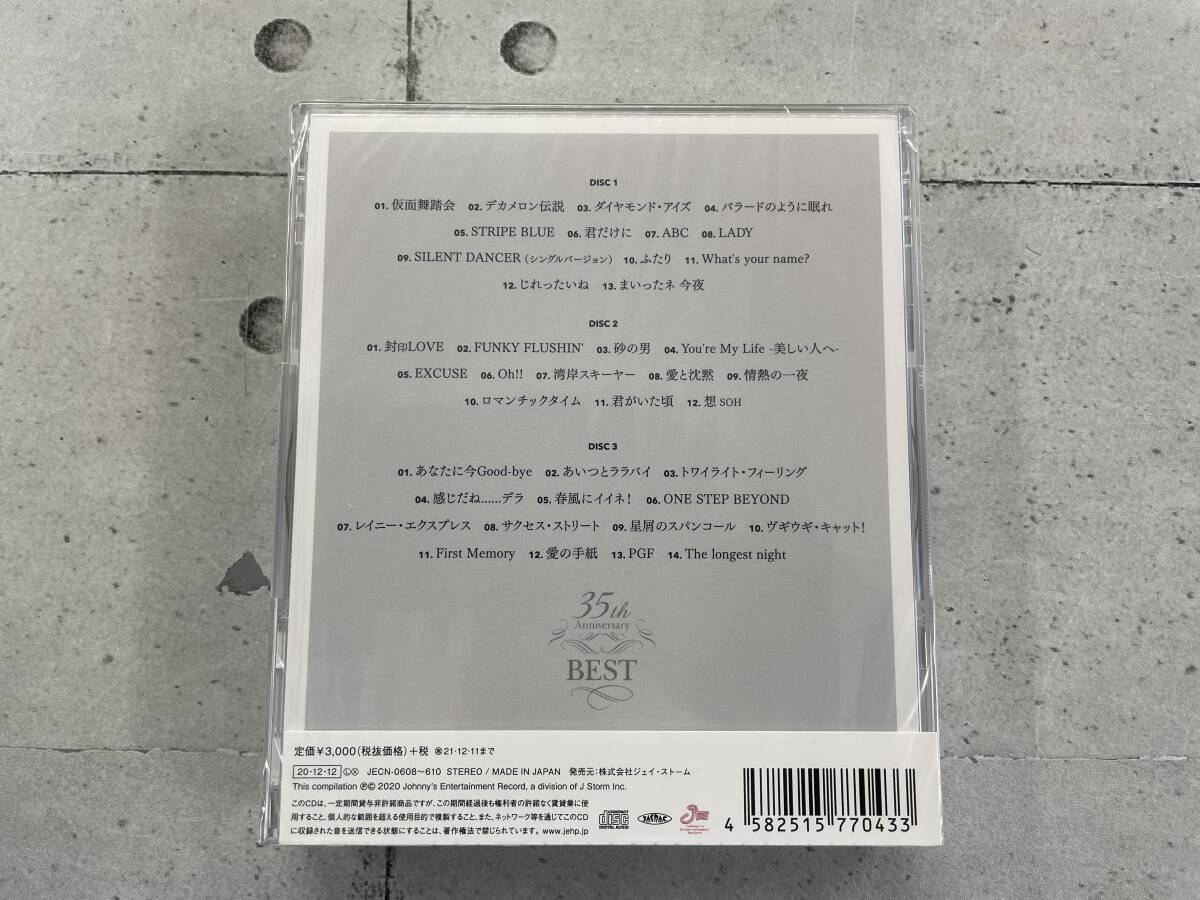 DISC 1
01. 仮面舞踏会 02. デカメロン伝説 03. ダイヤモンド・アイズ 04. バラードのように眠れ
05. STRIPE BLUE 06. 君だけに 07. ABC 08. LADY
09. SILENT DANCER (シングルバージョン) 10. ふたり 11. What's your name?
12. じれったいね 13. まいったネ 今夜
DISC 2
01. 封印LOVE 02. FUNKY FLUSHIN' 03. 砂の男 04. You're My Life -美しい人へ-
05. EXCUSE 06. Oh!! 07. 湾岸スキーヤー 08. 愛と沈黙 09. 情熱の一夜
10. ロマンチックタイム 11. 君がいた頃 12. 想 SOH
DISC 3
01. あなたに今Good-bye 02. あいつとララバイ 03. トワイライト・フィーリング
04. 感じだね......デラ 05. 春風にイイネ! 06. ONE STEP BEYOND
07. レイニー・エクスプレス 08. サクセス・ストリート 09. 星屑のスパンコール 10. ヴギウギ・キャット!
11. First Memory 12. 愛の手紙 13. PGF 14. The longest night
35th
Anniversary
BEST
定価¥3,000(税抜価格)+税 21・12・11まで
20・12・12 JECN-0608〜610 STEREO / MADE IN JAPAN 発売元:株式会社ジェイ・ストーム
This compilation ℗© 2020 Johnny's Entertainment Record, a division of J Storm Inc.
このCDは、一定期間貸与非許諾商品ですが、この期間経過後も権利者の許諾なく賃貸業に使
用すること、個人的な範囲を超える使用目的で複製すること、また、ネットワーク等を通じてこのCD
に収録された音を送信できる状態にすることは、著作権法で禁じられています。 www.jehp.jp
COMPACT
disc
DIGITAL AUDIO
JASRAC
4 582515 770433